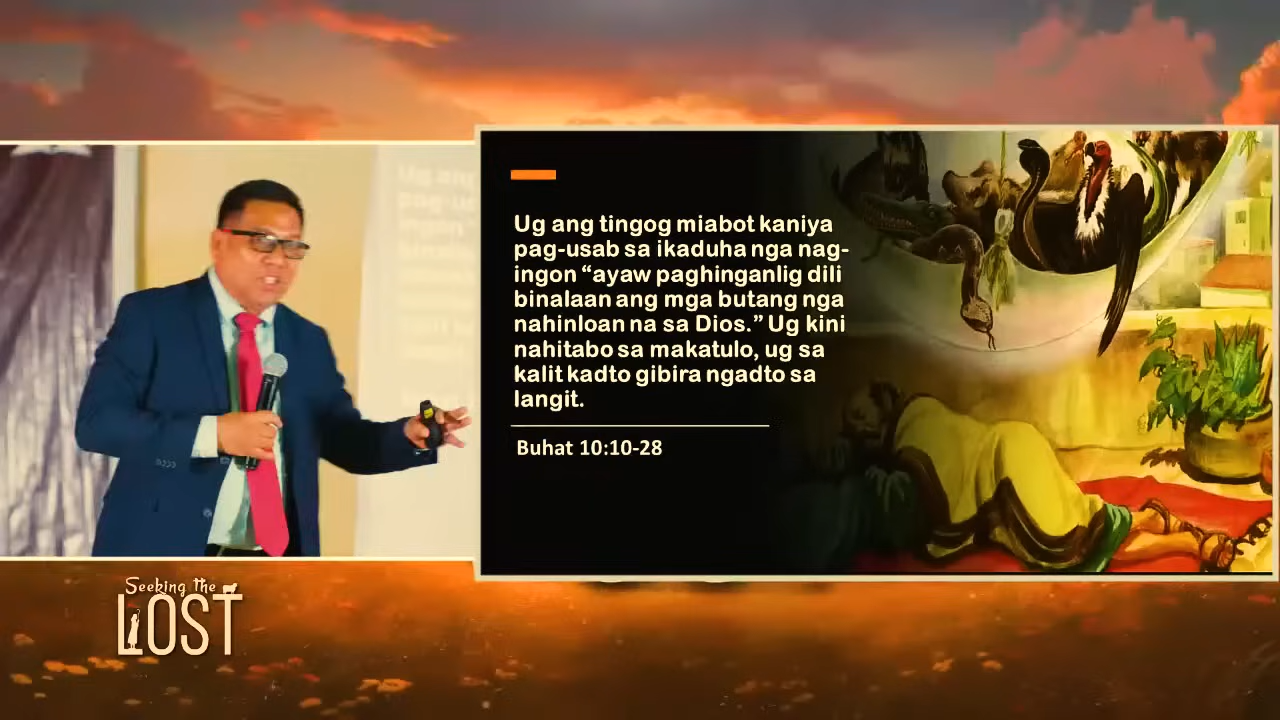 Ug ang tingog miabot kaniya
pag-usab sa ikaduha nga nag-
ingon “ayaw paghinganlig dili
binalaan ang mga butang nga
nahinloan na sa Dios.” Ug kini
nahitabo sa makatulo, ug sa
kalit kadto gibira ngadto sa
langit.
Buhat 10:10-28
Seeking the
LOST